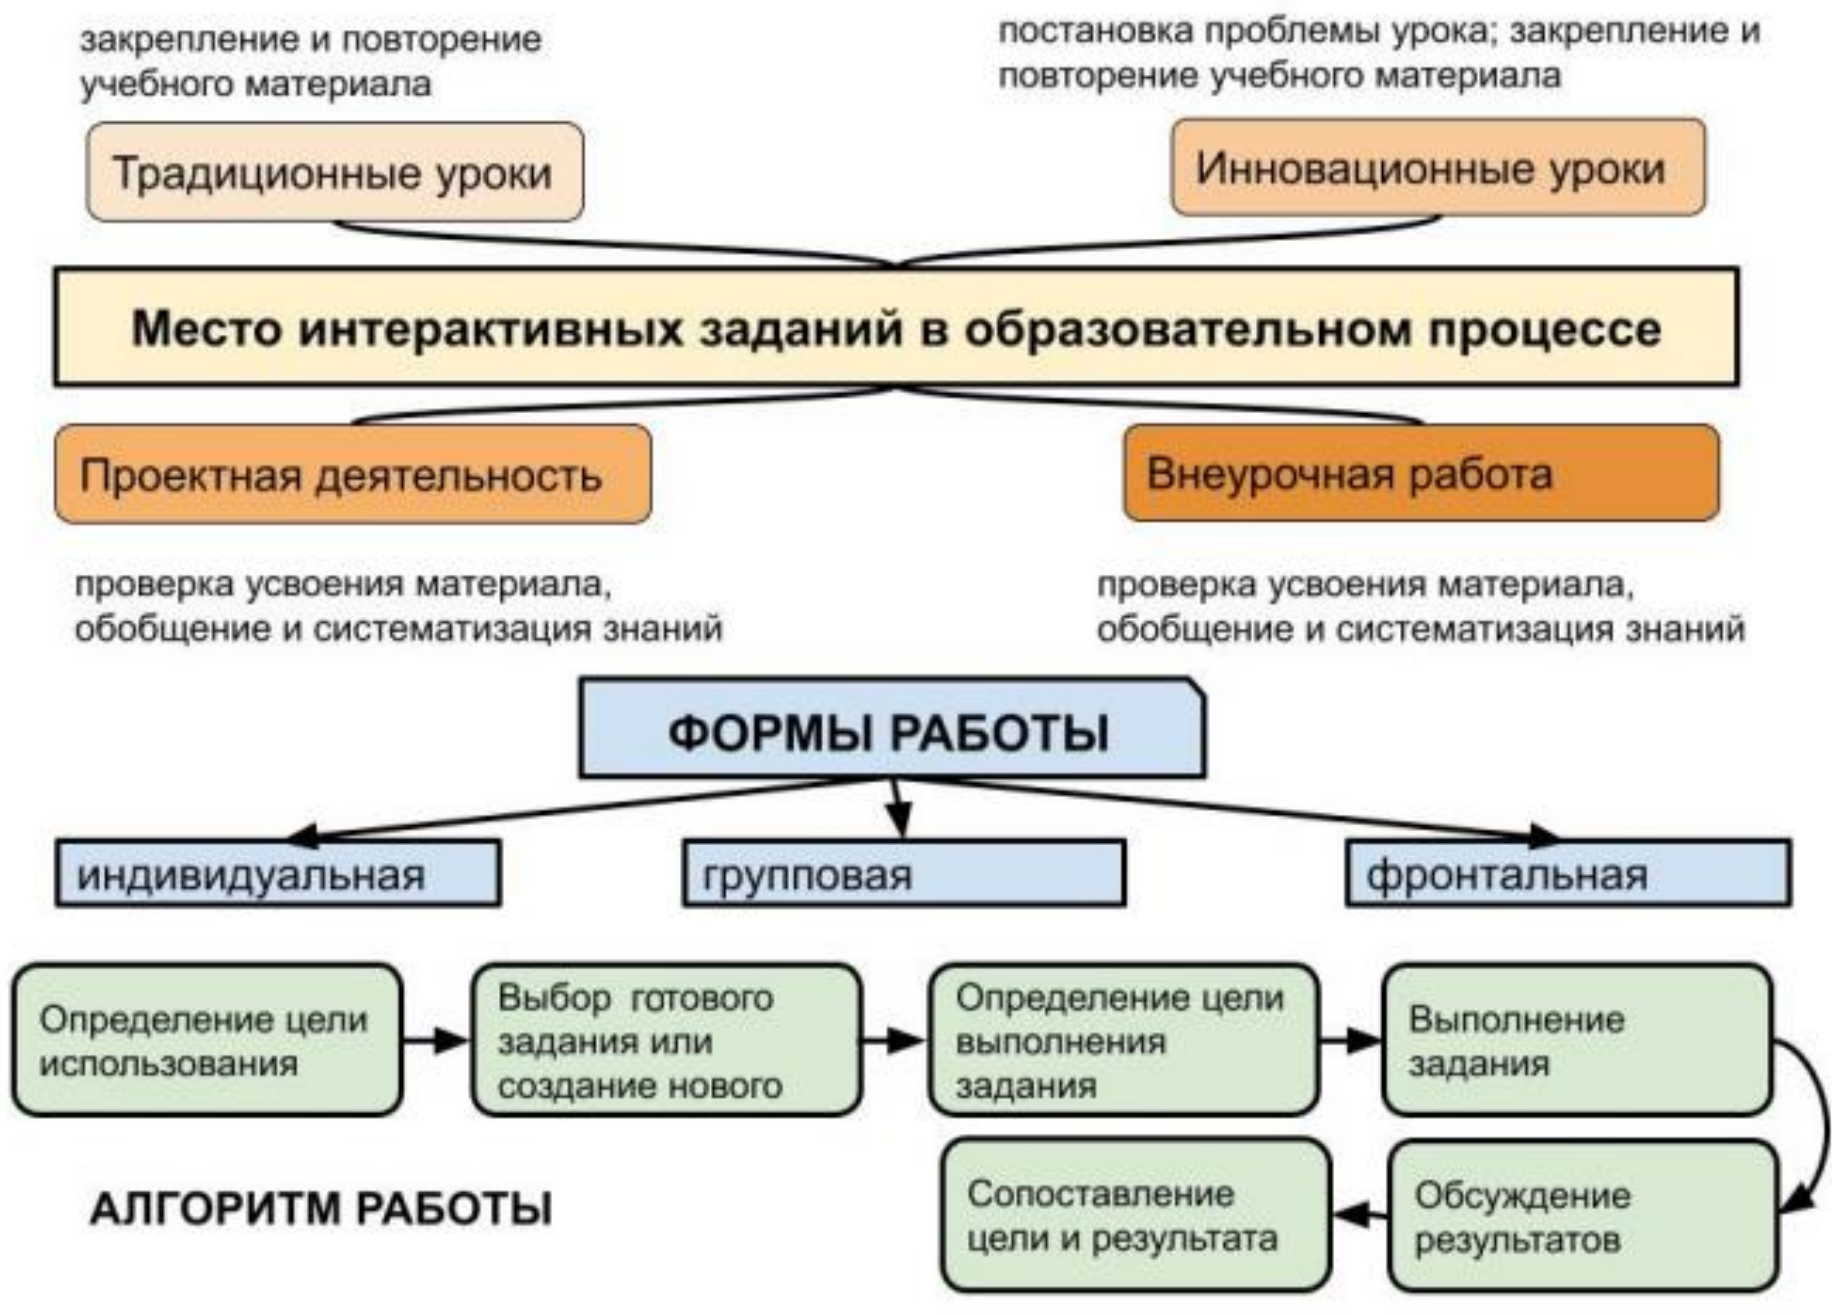 закрепление и повторение
учебного материала
постановка проблемы урока; закрепление и
повторение учебного материала
Традиционные уроки
Инновационные уроки
Место интерактивных заданий в образовательном процессе
Проектная деятельность
Внеурочная работа
проверка усвоения материала,
обобщение и систематизация знаний
проверка усвоения материала,
обобщение и систематизация знаний
ФОРМЫ РАБОТЫ
индивидуальная
групповая
фронтальная
Определение цели
использования
Выбор готового
задания или
создание нового
Определение цели
выполнения
задания
Выполнение
задания
Обсуждение
результатов
Сопоставление
цели и результата
АЛГОРИТМ РАБОТЫ